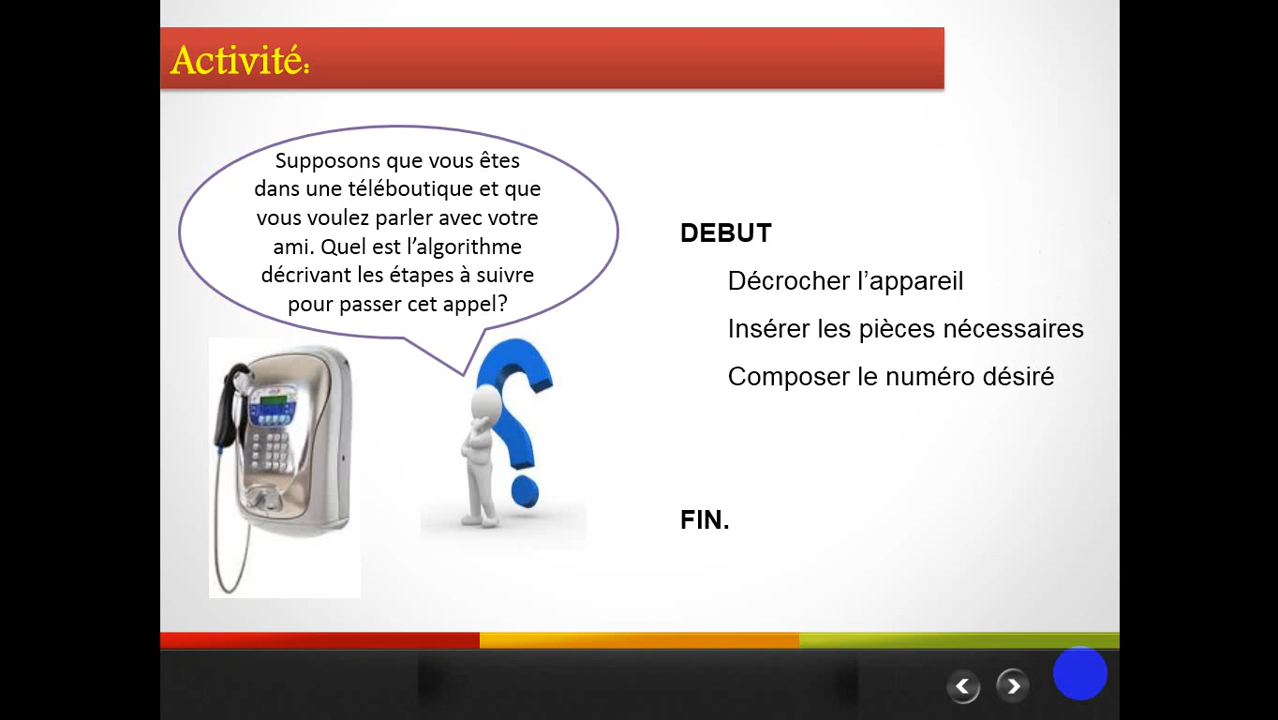 Activité:
Supposons que vous êtes
dans une téléboutique et que
vous voulez parler avec votre
ami. Quel est l’algorithme
décrivant les étapes à suivre
pour passer cet appel?
DEBUT
Décrocher l’appareil
Insérer les pièces nécessaires
Composer le numéro désiré
FIN.